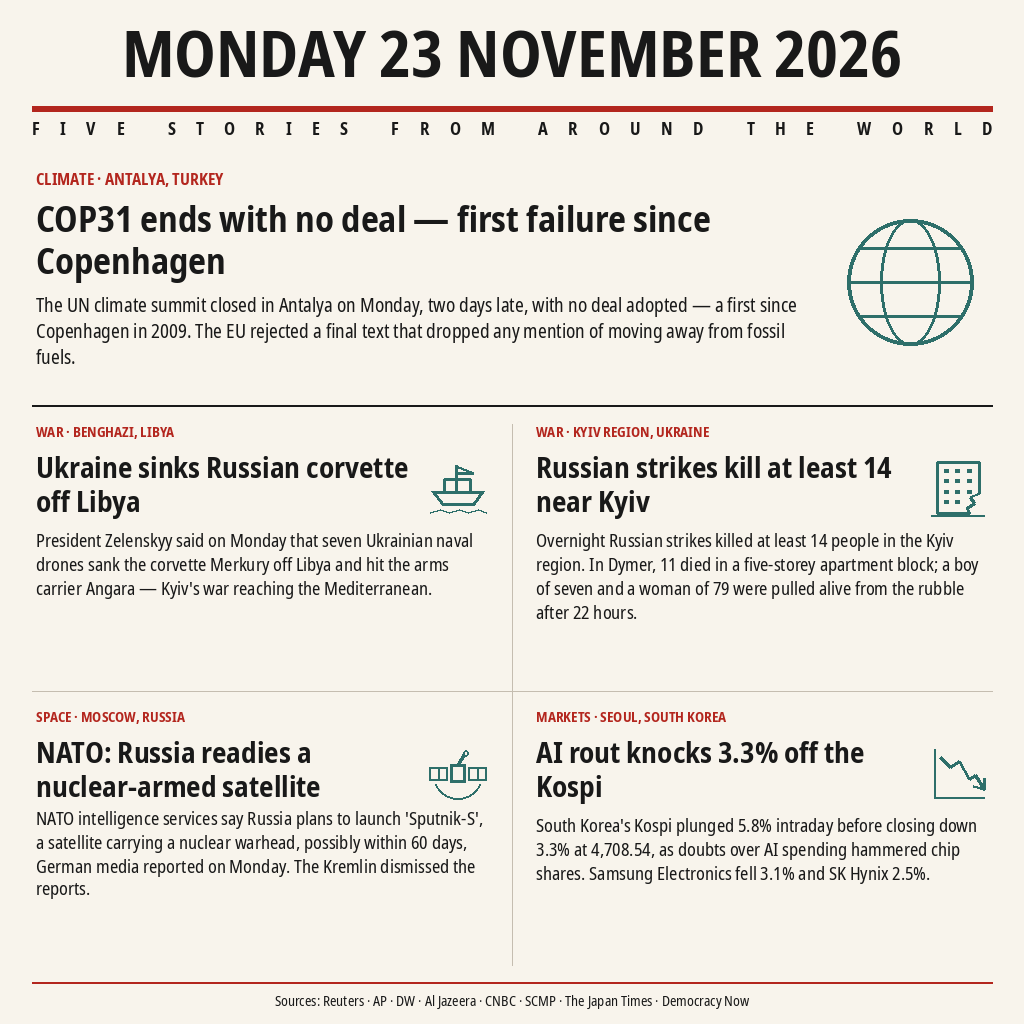 MONDAY 23 NOVEMBER 2026
FIVE STORIES FROM AROUND THE WORLD
CLIMATE · ANTALYA, TURKEY
COP31 ends with no deal — first failure since
Copenhagen
The UN climate summit closed in Antalya on Monday, two days late, with no deal adopted — a first since
Copenhagen in 2009. The EU rejected a final text that dropped any mention of moving away from fossil
fuels.
WAR · BENGHAZI, LIBYA
Ukraine sinks Russian corvette
off Libya
President Zelenskyy said on Monday that seven Ukrainian naval
drones sank the corvette Merkury off Libya and hit the arms
carrier Angara — Kyiv's war reaching the Mediterranean.
WAR · KYIV REGION, UKRAINE
Russian strikes kill at least 14
near Kyiv
Overnight Russian strikes killed at least 14 people in the Kyiv
region. In Dymer, 11 died in a five-storey apartment block; a boy
of seven and a woman of 79 were pulled alive from the rubble
after 22 hours.
SPACE · MOSCOW, RUSSIA
NATO: Russia readies a
nuclear-armed satellite
NATO intelligence services say Russia plans to launch 'Sputnik-S',
a satellite carrying a nuclear warhead, possibly within 60 days,
German media reported on Monday. The Kremlin dismissed the
reports.
MARKETS · SEOUL, SOUTH KOREA
AI rout knocks 3.3% off the
Kospi
South Korea's Kospi plunged 5.8% intraday before closing down
3.3% at 4,708.54, as doubts over AI spending hammered chip
shares. Samsung Electronics fell 3.1% and SK Hynix 2.5%.
Sources: Reuters · AP · DW · Al Jazeera · CNBC · SCMP · The Japan Times · Democracy Now